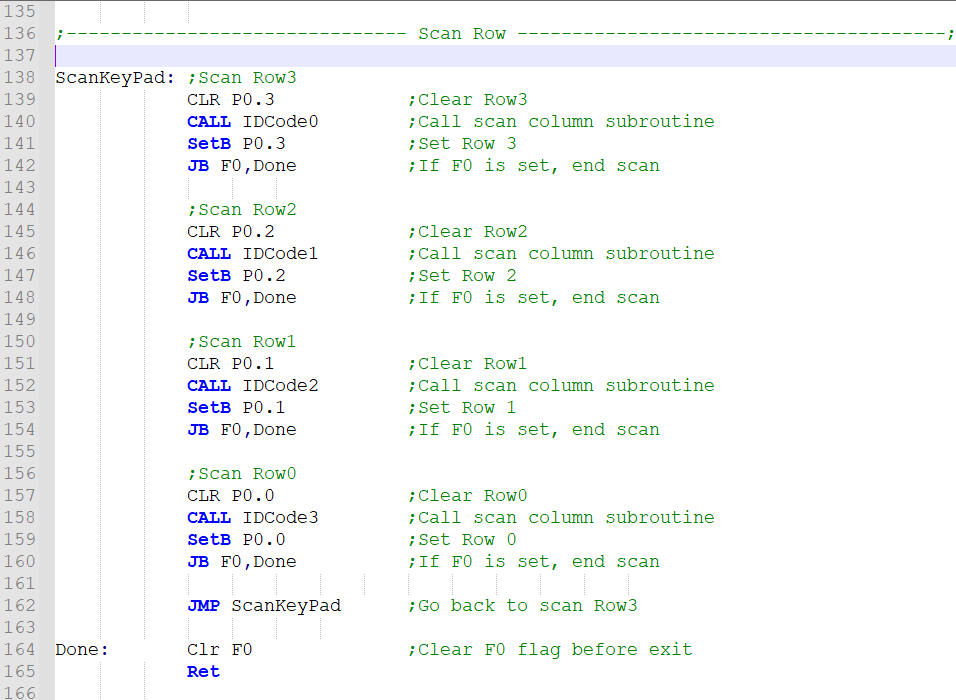 135
136 ;------------------------------- Scan Row ---------------------------------------;
137
138 ScanKeyPad: ;Scan Row3
139 CLR P0.3 ;Clear Row3
140 CALL IDCode0 ;Call scan column subroutine
141 SetB P0.3 ;Set Row 3
142 JB F0,Done ;If F0 is set, end scan
143
144 ;Scan Row2
145 CLR P0.2 ;Clear Row2
146 CALL IDCode1 ;Call scan column subroutine
147 SetB P0.2 ;Set Row 2
148 JB F0,Done ;If F0 is set, end scan
149
150 ;Scan Row1
151 CLR P0.1 ;Clear Row1
152 CALL IDCode2 ;Call scan column subroutine
153 SetB P0.1 ;Set Row 1
154 JB F0,Done ;If F0 is set, end scan
155
156 ;Scan Row0
157 CLR P0.0 ;Clear Row0
158 CALL IDCode3 ;Call scan column subroutine
159 SetB P0.0 ;Set Row 0
160 JB F0,Done ;If F0 is set, end scan
161
162 JMP ScanKeyPad ;Go back to scan Row3
163
164 Done: Clr F0 ;Clear F0 flag before exit
165 Ret
166